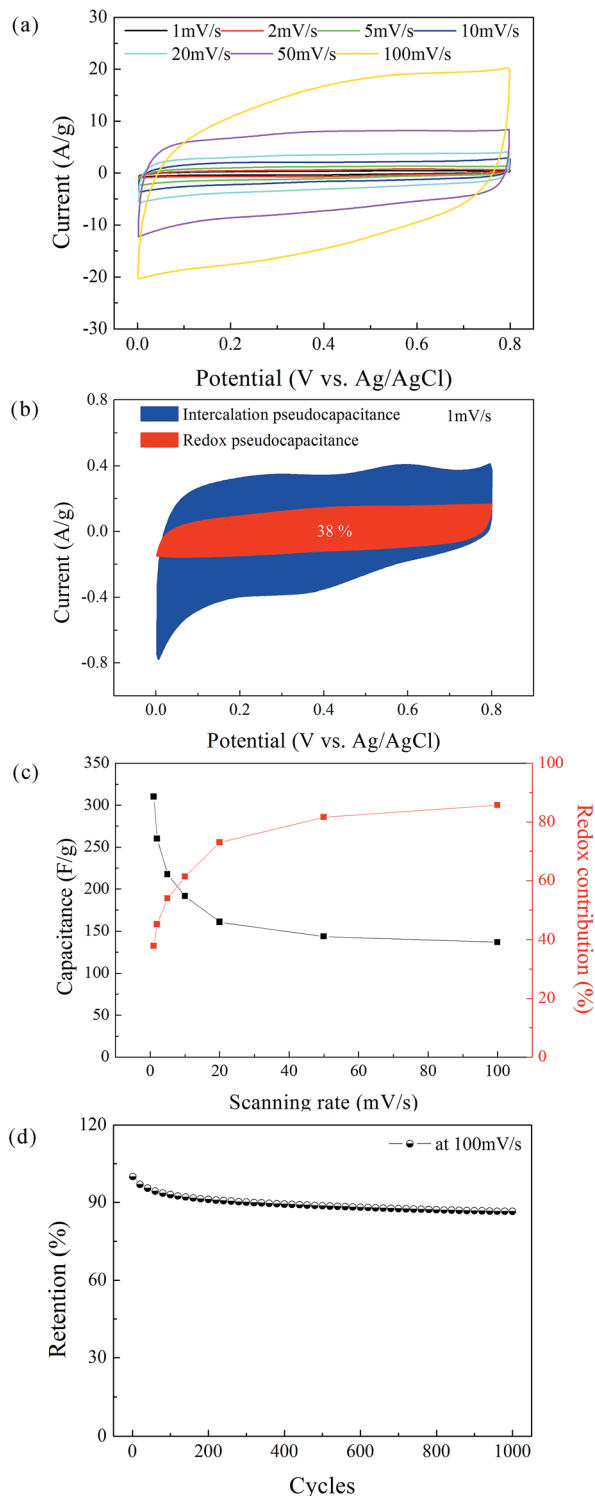 (a)
1mV/s 2mV/s 5mV/s 10mV/s
20mV/s 50mV/s 100mV/s
30
20
10
0
-10
-20
-30
Current (A/g)
0.0 0.2 0.4 0.6 0.8
Potential (V vs. Ag/AgCl)
(b)
Intercalation pseudocapacitance 1mV/s
Redox pseudocapacitance
0.8
0.4
0.0
-0.4
-0.8
Current (A/g)
38 %
0.0 0.2 0.4 0.6 0.8
Potential (V vs. Ag/AgCl)
(c)
350
300
250
200
150
100
50
0
Capacitance (F/g)
100
80
60
40
20
0
Redox contribution
(%)
0 20 40 60 80 100
Scanning rate (mV/s)
(d)
at 100mV/s
120
90
60
30
0
Retention (%)
0 200 400 600 800 1000
Cycles